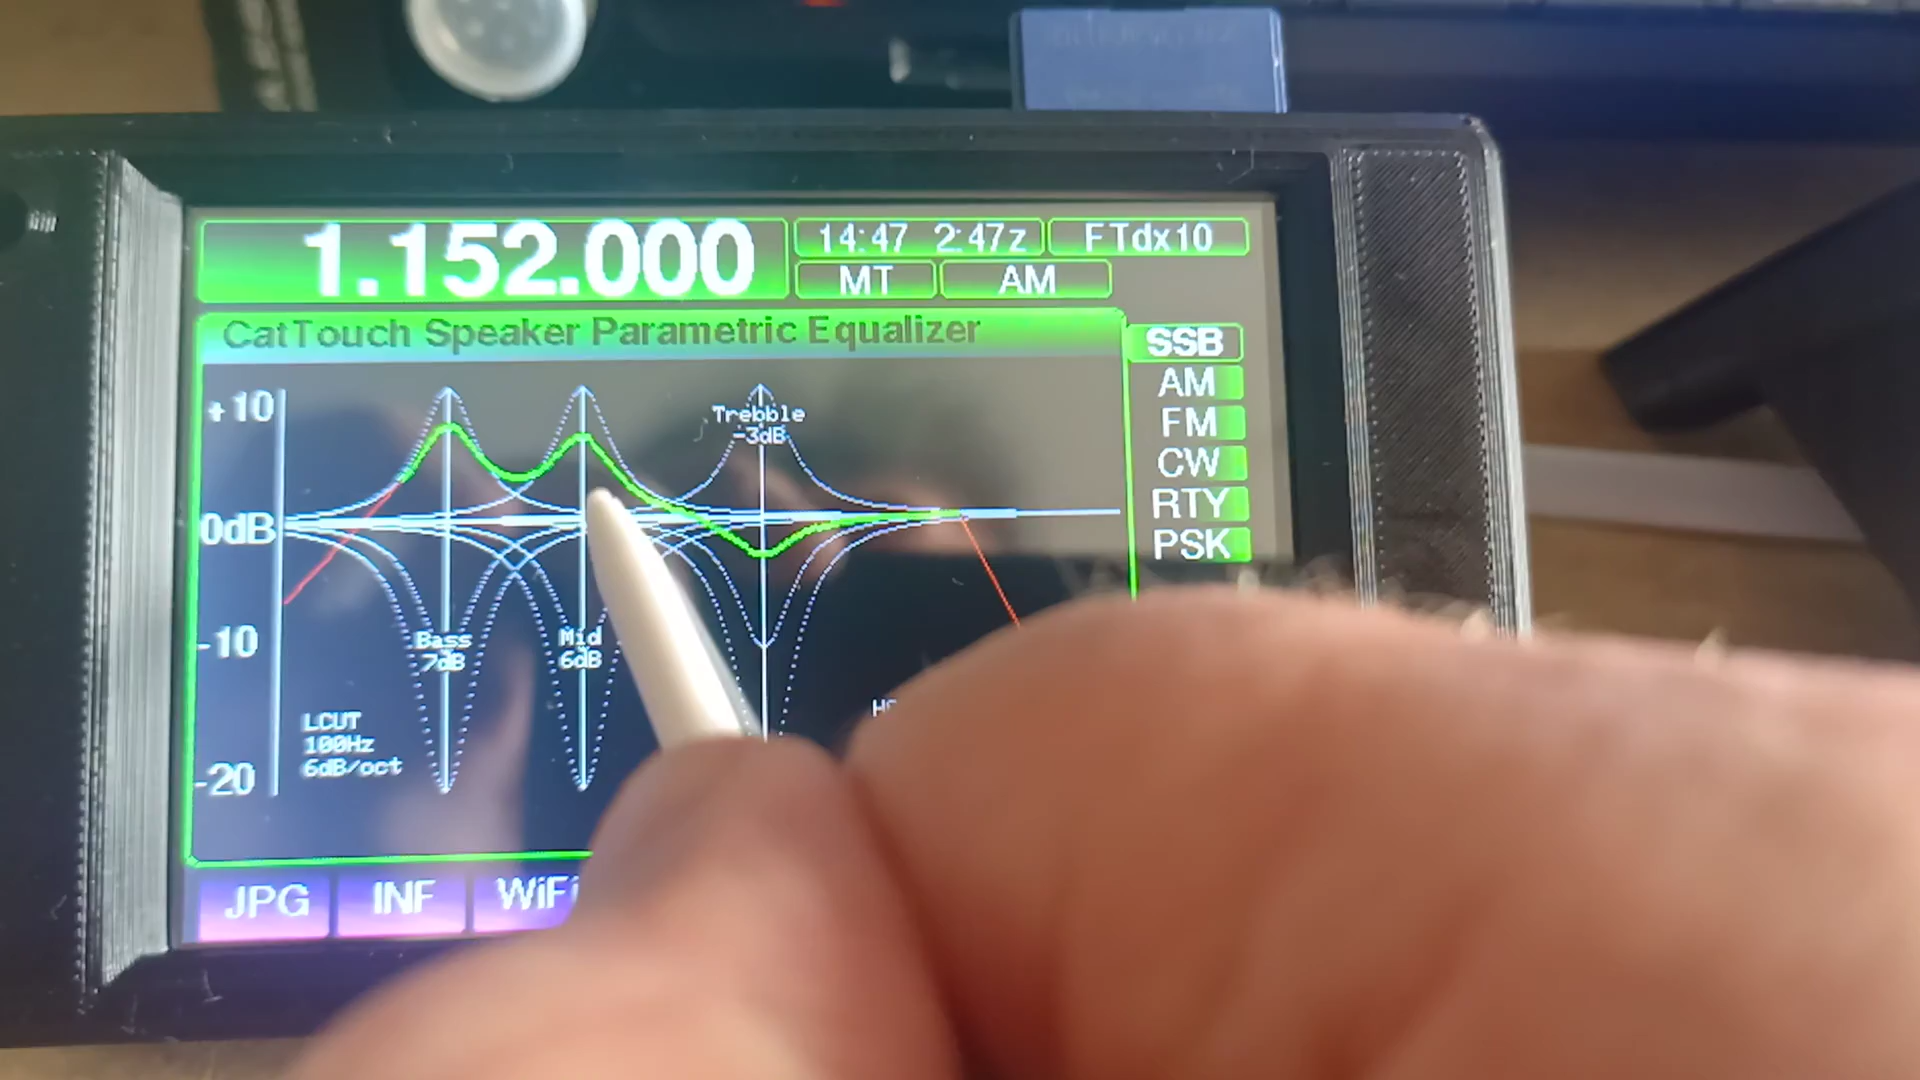 1.152.000
14:47 2:47z
FTdx10
MT
AM
CatTouch Speaker Parametric Equalizer
SSB
AM
FM
CW
RTY
PSK
+10
0dB
-10
-20
Trebble
-3dB
Bass
7dB
Mid
6dB
LCUT
100Hz
6dB/oct
JPG
INF
WiFi